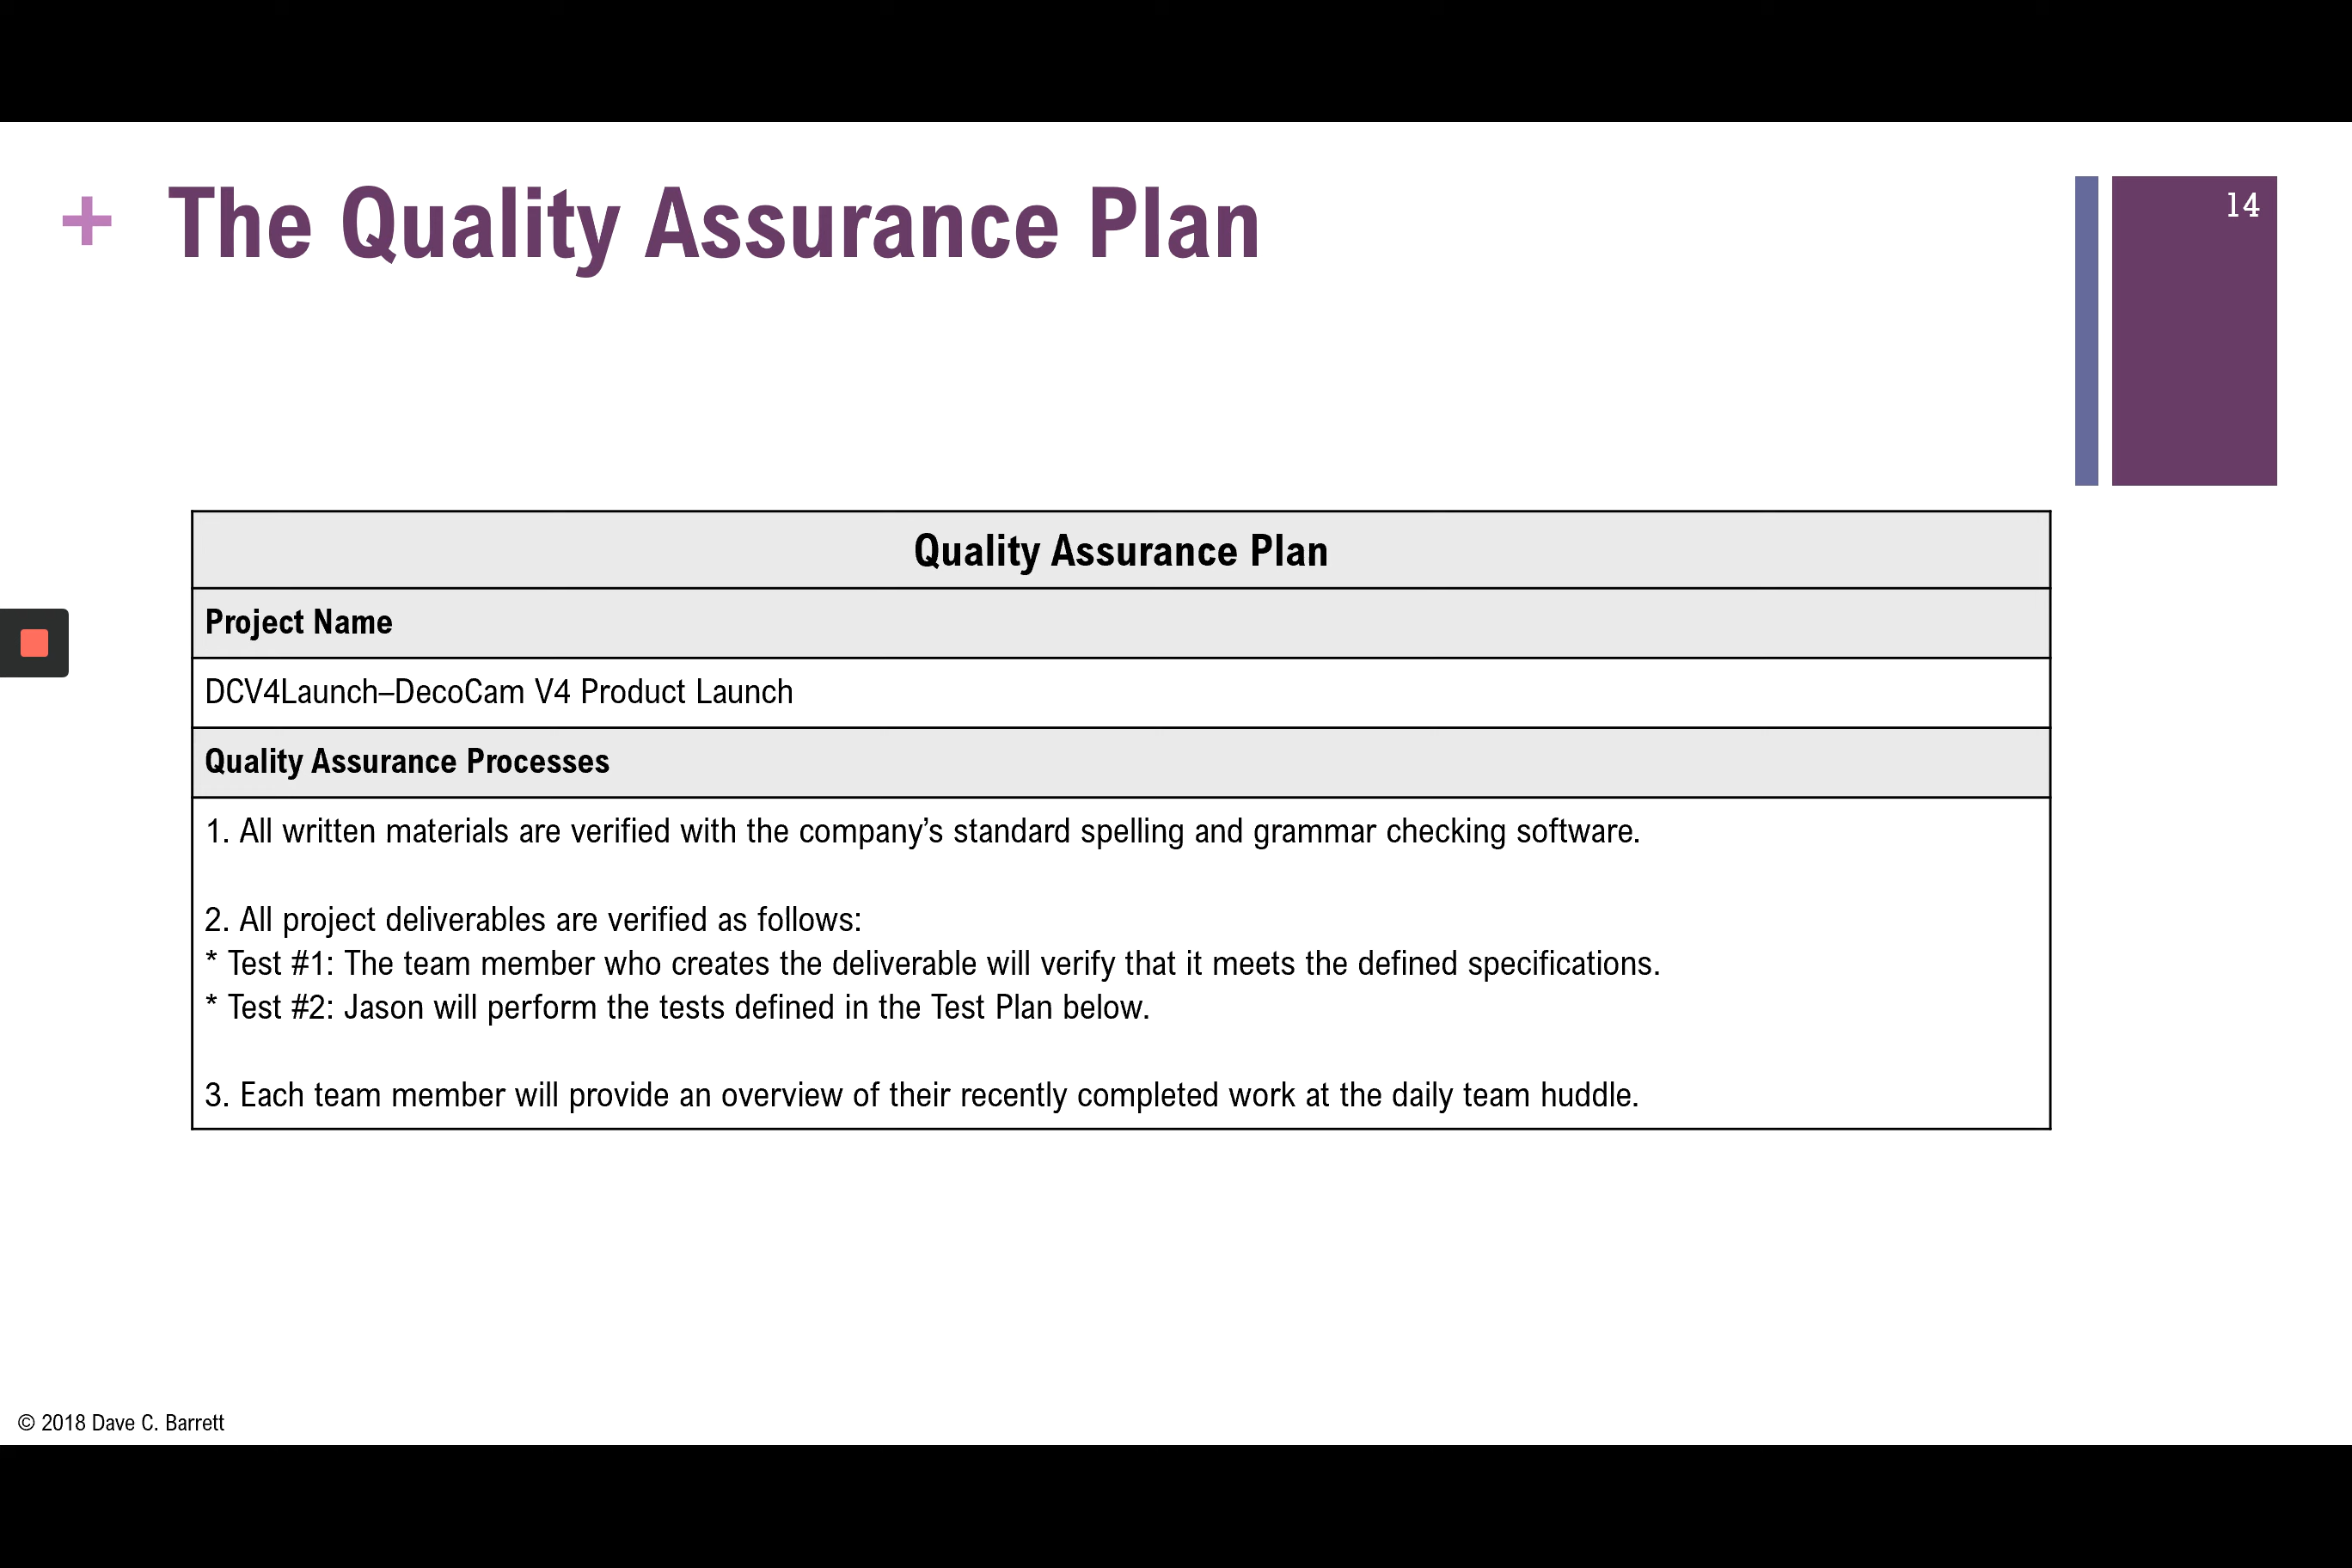 + The Quality Assurance Plan
14
Quality Assurance Plan
Project Name
DCV4Launch–DecoCam V4 Product Launch
Quality Assurance Processes
1. All written materials are verified with the company’s standard spelling and grammar checking software.
2. All project deliverables are verified as follows:
* Test #1: The team member who creates the deliverable will verify that it meets the defined specifications.
* Test #2: Jason will perform the tests defined in the Test Plan below.
3. Each team member will provide an overview of their recently completed work at the daily team huddle.
© 2018 Dave C. Barrett